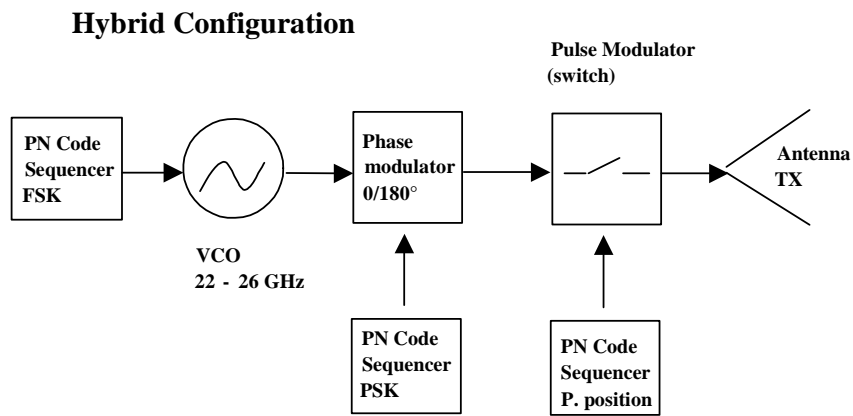 Hybrid Configuration
Pulse Modulator
(switch)
PN Code
Sequencer
FSK
Phase
modulator
0/180°
Antenna
TX
VCO
22 - 26 GHz
PN Code
Sequencer
PSK
PN Code
Sequencer
P. position